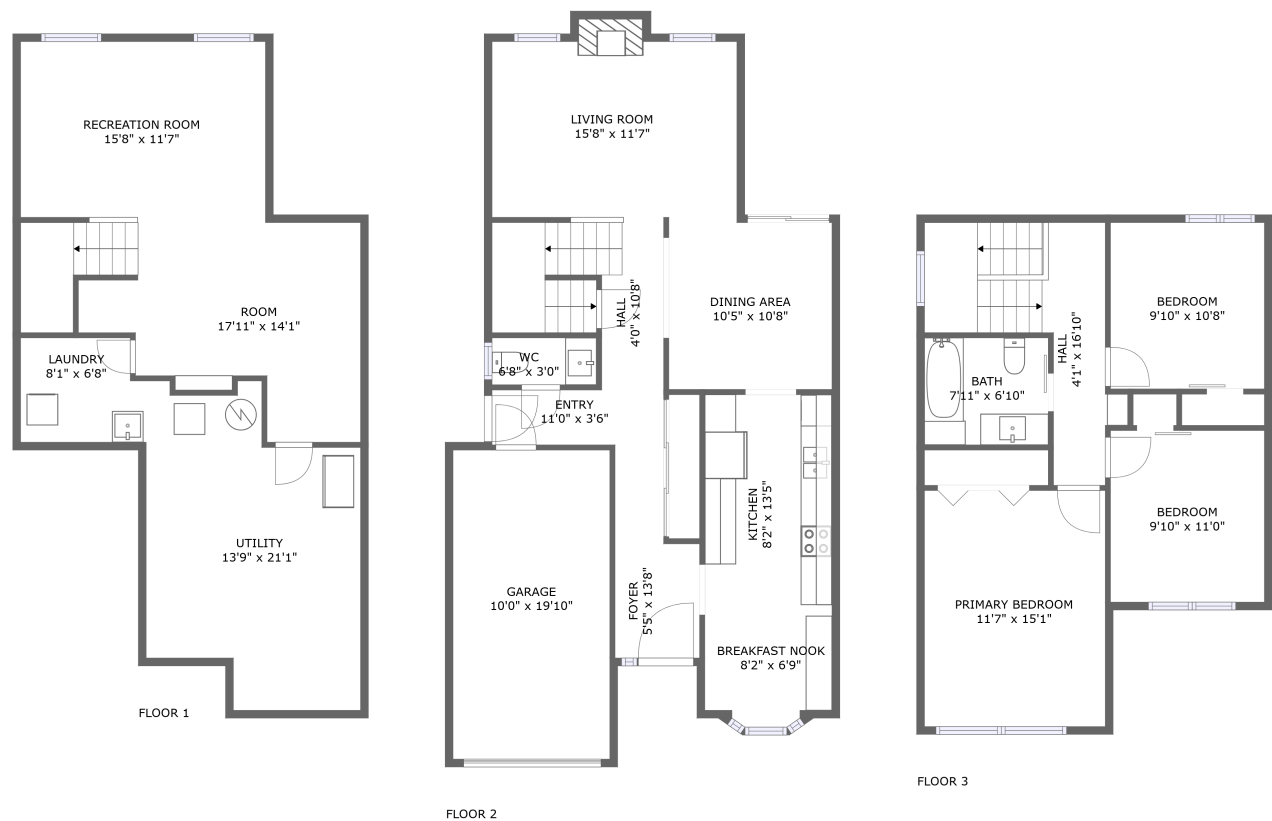 RECREATION ROOM
15'8" x 11'7"
ROOM
17'11" x 14'1"
LAUNDRY
8'1" x 6'8"
UTILITY
13'9" x 21'1"
FLOOR 1
LIVING ROOM
15'8" x 11'7"
DINING AREA
10'5" x 10'8"
HALL
4'0" x 10'8"
WC
6'8" x 3'0"
ENTRY
11'0" x 3'6"
KITCHEN
8'2" x 13'5"
GARAGE
10'0" x 19'10"
FOYER
5'5" x 13'8"
BREAKFAST NOOK
8'2" x 6'9"
FLOOR 2
BEDROOM
9'10" x 10'8"
HALL
4'1" x 16'10"
BATH
7'11" x 6'10"
BEDROOM
9'10" x 11'0"
PRIMARY BEDROOM
11'7" x 15'1"
FLOOR 3